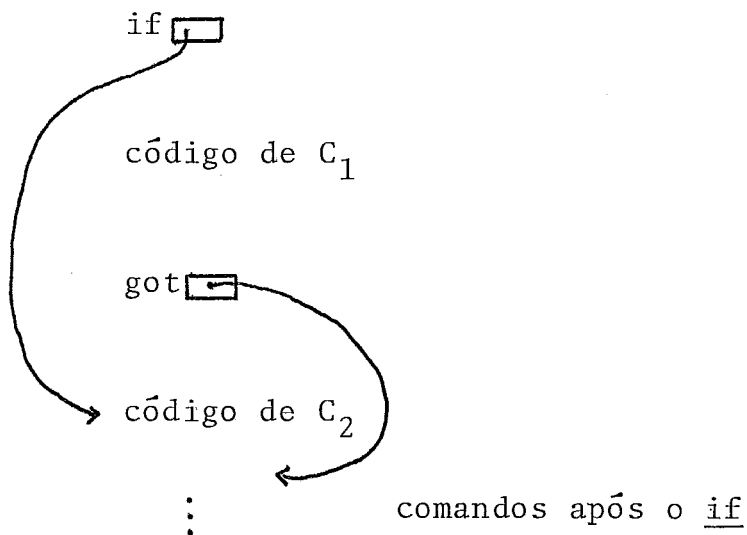 if
código de C₁
got
código de C₂
comandos após o if